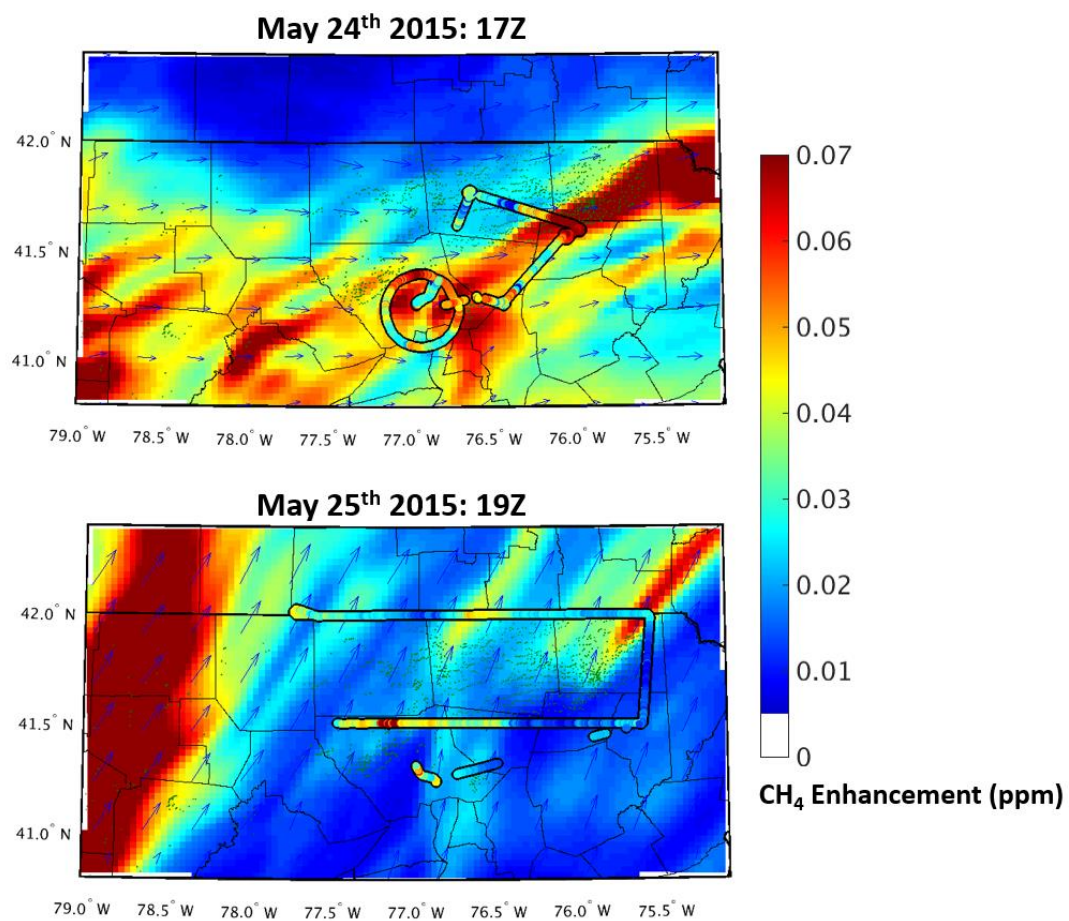 May 24th 2015: 17Z
42.0° N
41.5° N
41.0° N
79.0° W 78.5° W 78.0° W 77.5° W 77.0° W 76.5° W 76.0° W 75.5° W
May 25th 2015: 19Z
42.0° N
41.5° N
41.0° N
79.0° W 78.5° W 78.0° W 77.5° W 77.0° W 76.5° W 76.0° W 75.5° W
0.07
0.06
0.05
0.04
0.03
0.02
0.01
0
CH₄ Enhancement (ppm)